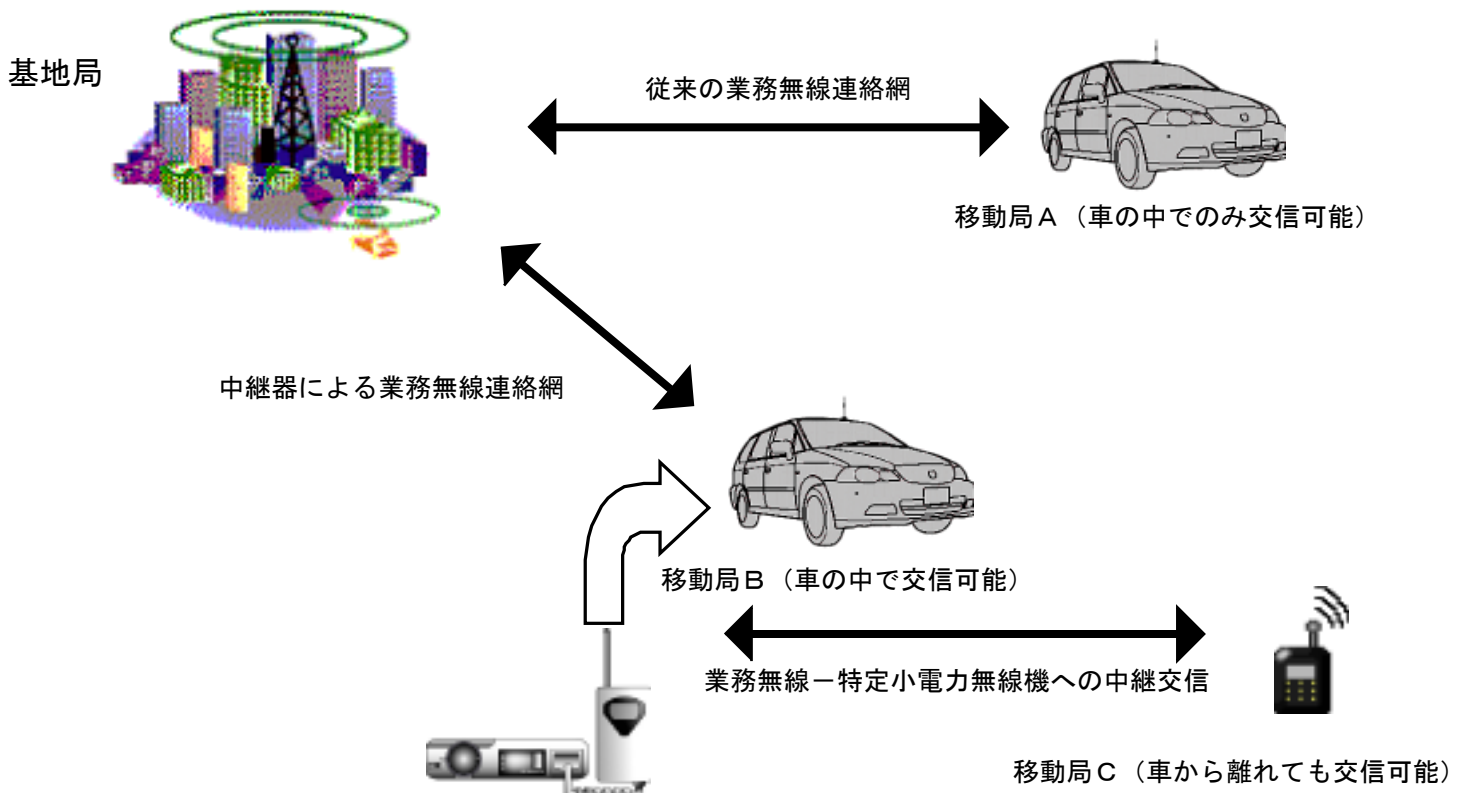 基地局
従来の業務無線連絡網
移動局A（車の中でのみ交信可能）
中継器による業務無線連絡網
移動局B（車の中で交信可能）
業務無線－特定小電力無線機への中継交信
移動局C（車から離れても交信可能）